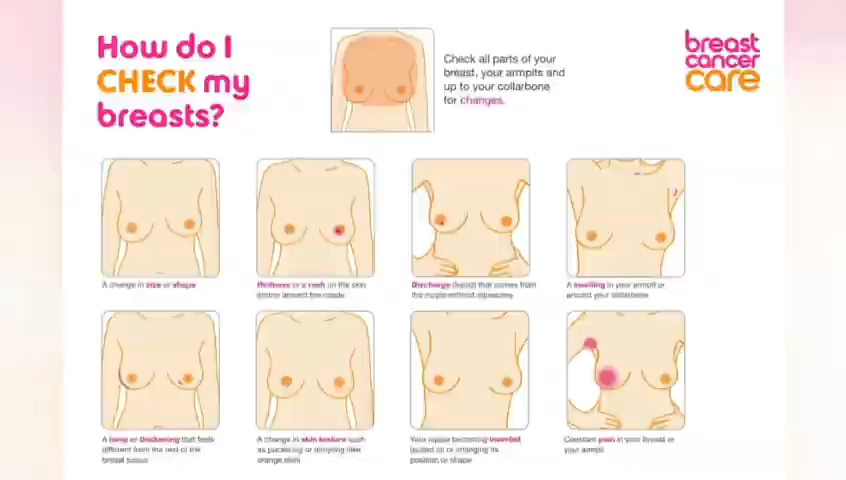 How do I
CHECK my
breasts?
Check all parts of your
breast, your armpits and
up to your collarbone
for changes.
breast
cancer
care
A change in size or shape
Redness or a rash on the skin
and/or around the nipple
Discharge (liquid) that comes from
the nipple without squeezing
A swelling in your armpit or
around your collarbone
A lump or thickening that feels
different from the rest of the
breast tissue
A change in skin texture such
as puckering or dimpling (like
orange skin)
Your nipple becoming inverted
(pulled in) or changing its
position or shape
Constant pain in your breast or
your armpit